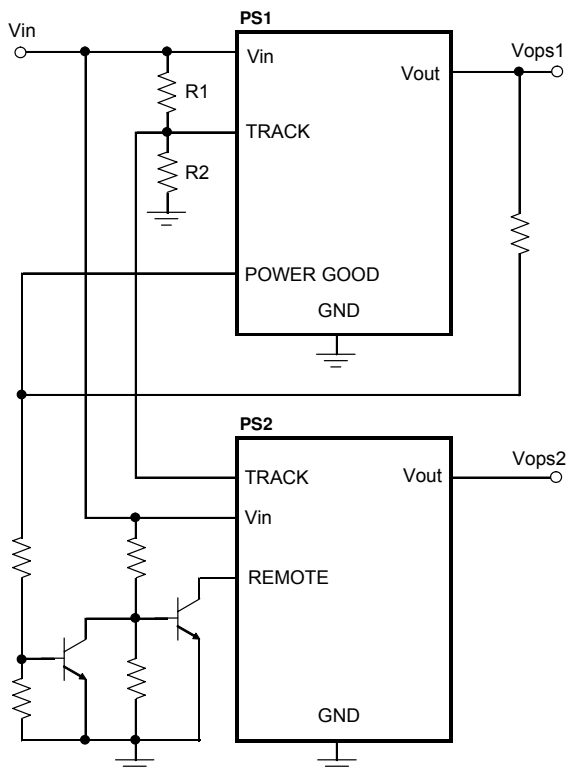 PS1
Vin
Vin
Vops1
Vout
R1
TRACK
R2
POWER GOOD
GND
PS2
Vops2
TRACK
Vout
Vin
REMOTE
GND